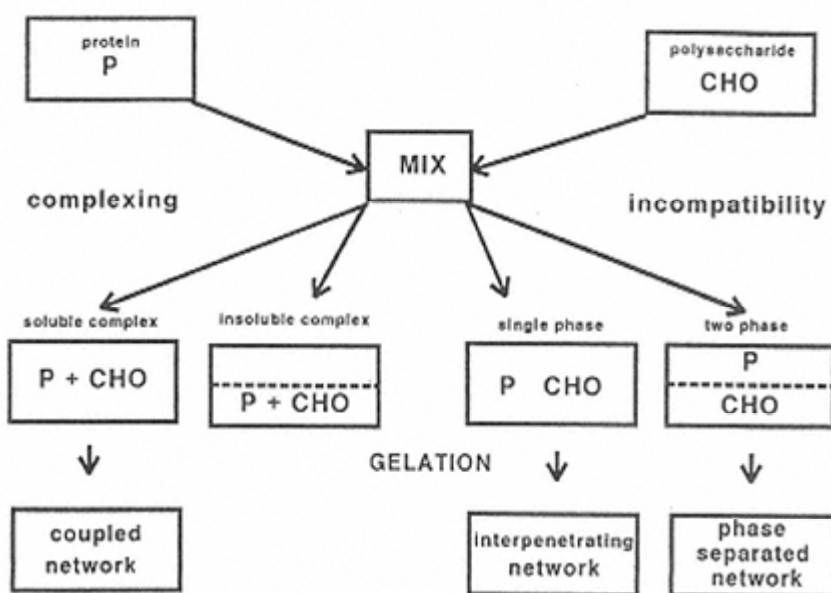 protein
P
polysaccharide
CHO
MIX
complexing
incompatibility
soluble complex
insoluble complex
single phase
two phase
P + CHO
P + CHO
P CHO
P
CHO
GELATION
coupled
network
interpenetrating
network
phase
separated
network